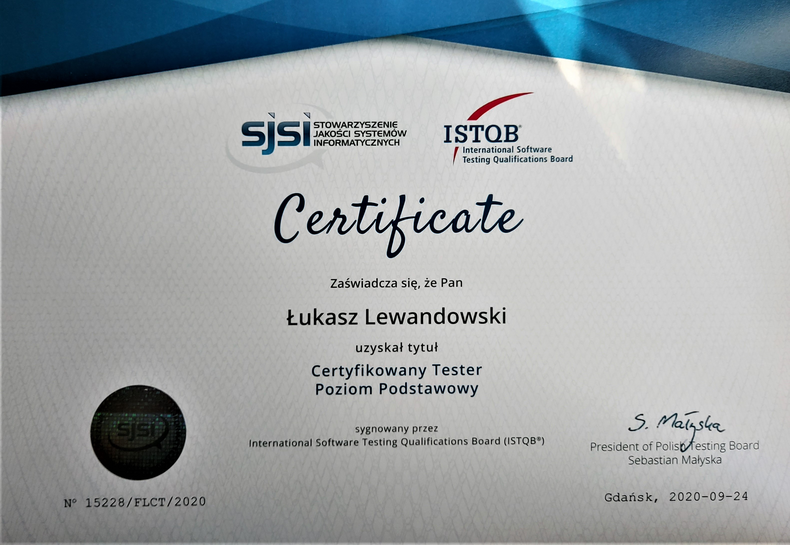 sjsi STOWARZYSZENIE
JAKOŚCI SYSTEMÓW
INFORMATYCZNYCH
ISTQB®
International Software
Testing Qualifications Board
Certificate
Zaświadcza się, że Pan
Łukasz Lewandowski
uzyskał tytuł
Certyfikowany Tester
Poziom Podstawowy
sygnowany przez
International Software Testing Qualifications Board (ISTQB®)
sjsi
Nº 15228/FLCT/2020
S. Małyska
President of Polish Testing Board
Sebastian Małyska
Gdańsk, 2020-09-24